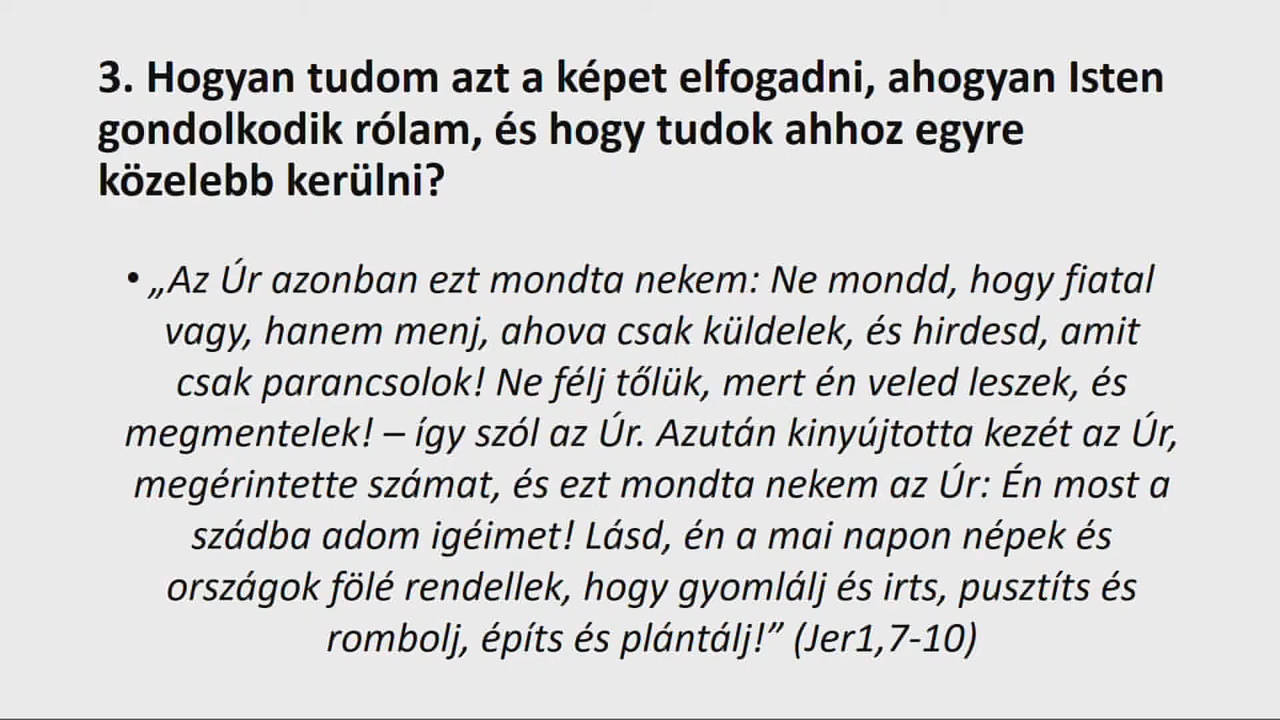 3. Hogyan tudom azt a képet elfogadni, ahogyan Isten
gondolkodik rólam, és hogy tudok ahhoz egyre
közelebb kerülni?
• „Az Úr azonban ezt mondta nekem: Ne mondd, hogy fiatal
vagy, hanem menj, ahova csak küldelek, és hirdesd, amit
csak parancsolok! Ne félj tőlük, mert én veled leszek, és
megmentelek! – így szól az Úr. Azután kinyújtotta kezét az Úr,
megérintette számat, és ezt mondta nekem az Úr: Én most a
szádba adom igéimet! Lásd, én a mai napon népek és
országok fölé rendellek, hogy gyomlálj és irts, pusztíts és
rombolj, építs és plántálj!” (Jer1,7-10)